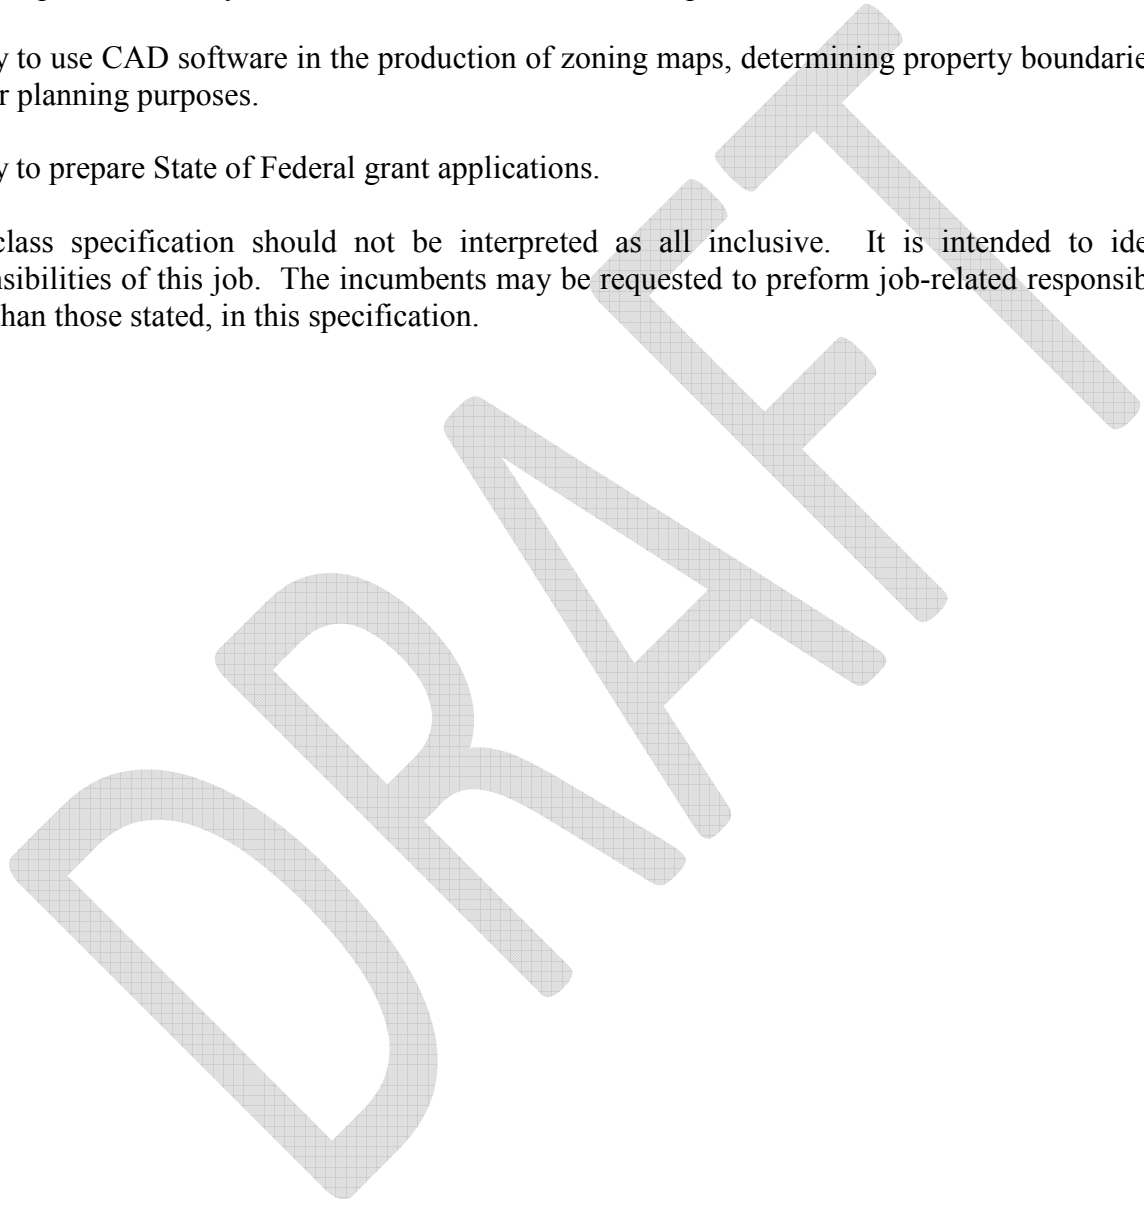 y to use CAD software in the production of zoning maps, determining property boundarie
r planning purposes.
y to prepare State of Federal grant applications.
class specification should not be interpreted as all inclusive. It is intended to ide
nsibilities of this job. The incumbents may be requested to preform job-related responsib
than those stated, in this specification.
DRAFT